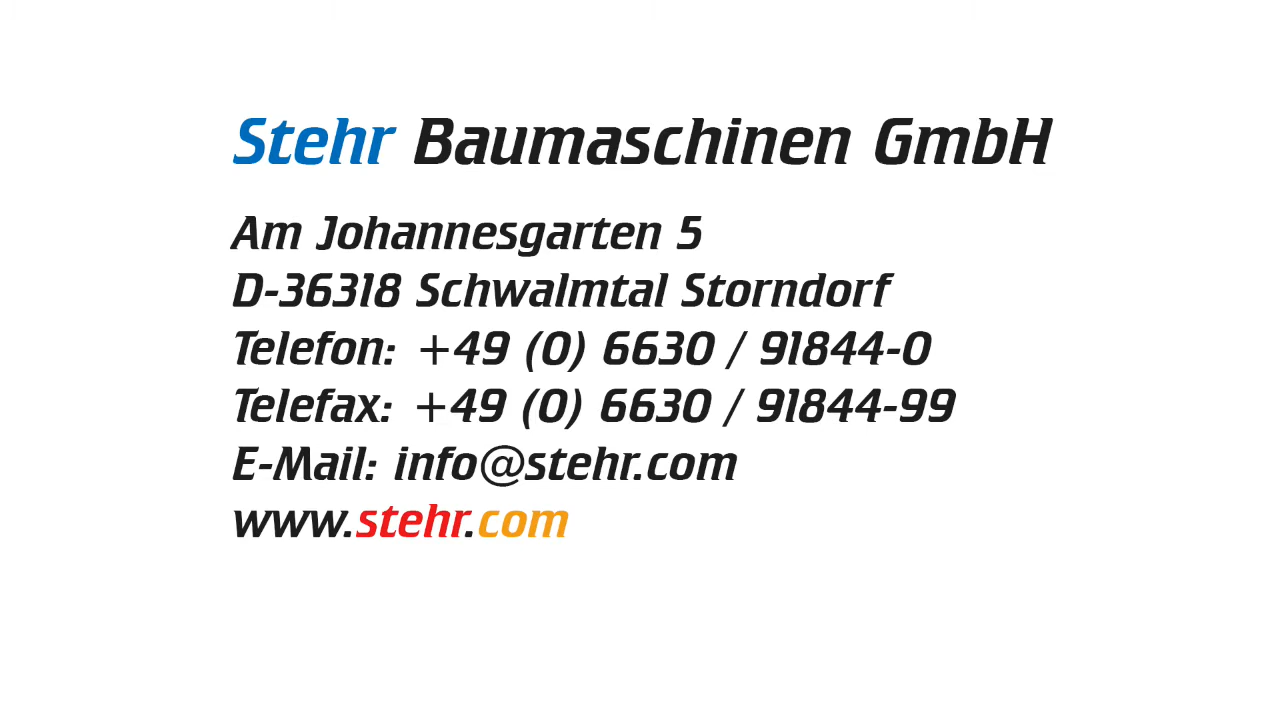 Stehr Baumaschinen GmbH
Am Johannesgarten 5
D-36318 Schwalmtal Storndorf
Telefon: +49 (0) 6630 / 91844-0
Telefax: +49 (0) 6630 / 91844-99
E-Mail: info@stehr.com
www.stehr.com